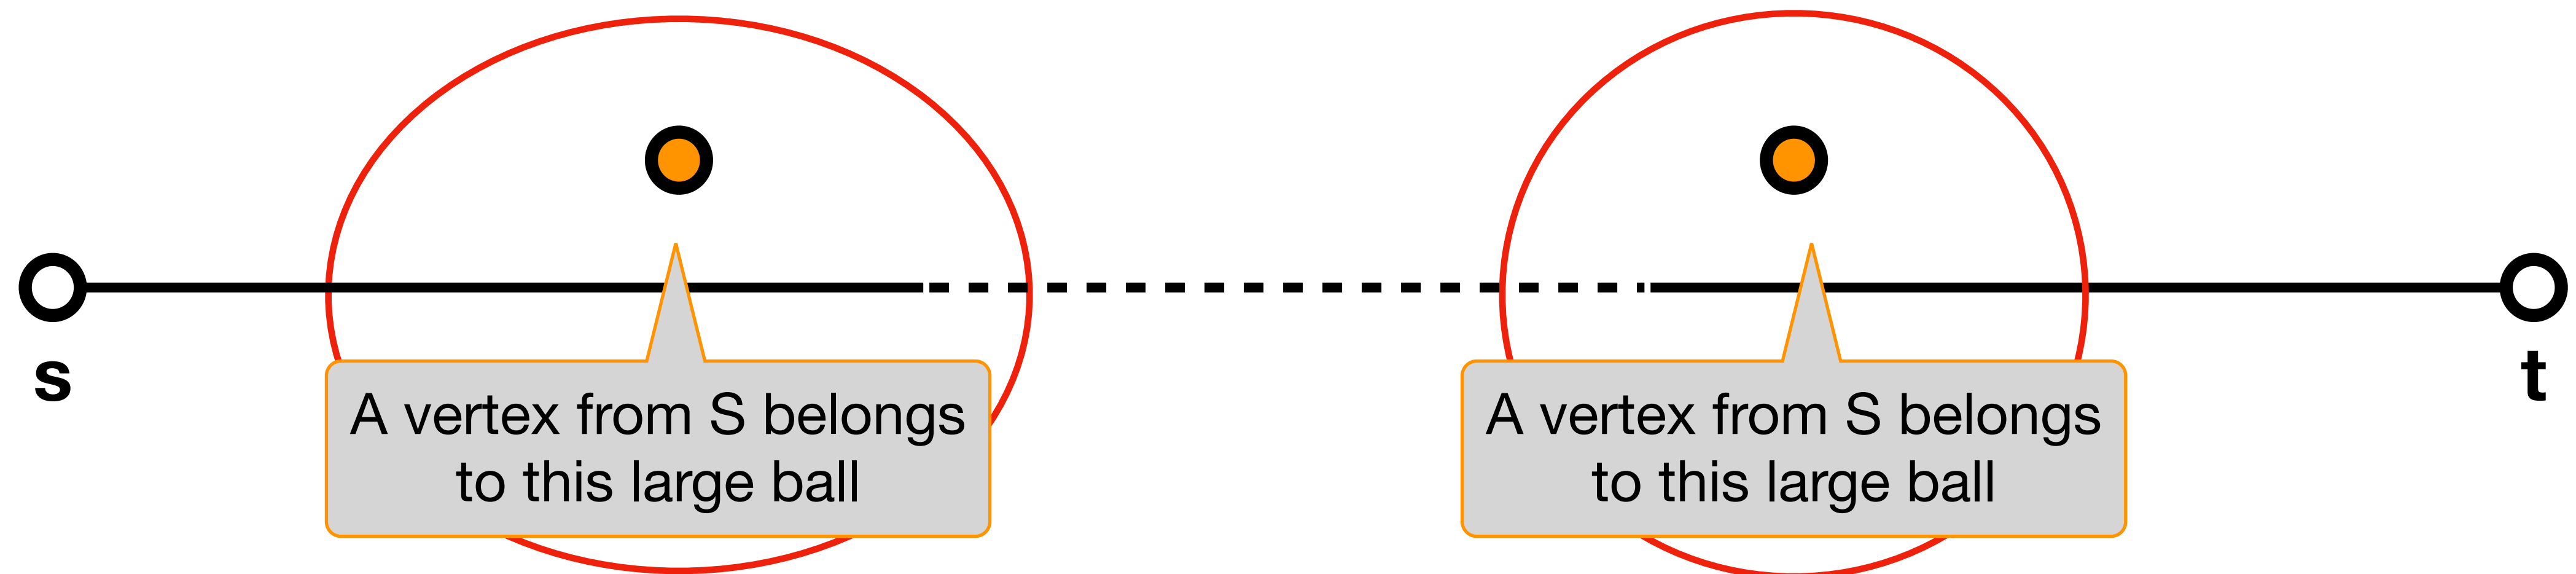 A vertex from S belongs
to this large ball
A vertex from S belongs
to this large ball
s
t